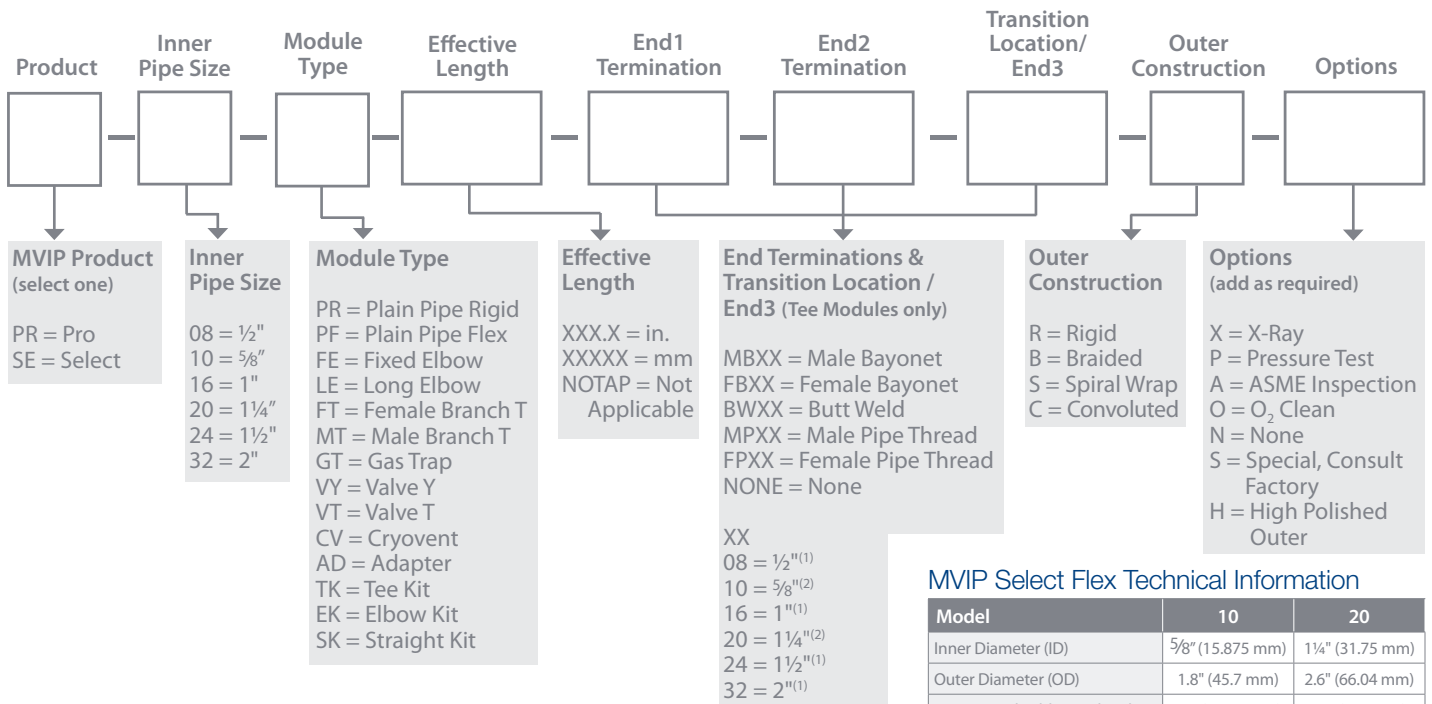 Product
Inner
Pipe Size
Module
Type
Effective
Length
End1
Termination
End2
Termination
Transition
Location/
End3
Outer
Construction
Options
MVIP Product
(select one)
PR = Pro
SE = Select
Inner
Pipe Size
08 = ½"
10 = ⅝"
16 = 1"
20 = 1¼"
24 = 1½"
32 = 2"
Module Type
PR = Plain Pipe Rigid
PF = Plain Pipe Flex
FE = Fixed Elbow
LE = Long Elbow
FT = Female Branch T
MT = Male Branch T
GT = Gas Trap
VY = Valve Y
VT = Valve T
CV = Cryovent
AD = Adapter
TK = Tee Kit
EK = Elbow Kit
SK = Straight Kit
Effective
Length
XXX.X = in.
XXXXX = mm
NOTAP = Not
Applicable
End Terminations &
Transition Location /
End3 (Tee Modules only)
MBXX = Male Bayonet
FBXX = Female Bayonet
BWXX = Butt Weld
MPXX = Male Pipe Thread
FPXX = Female Pipe Thread
NONE = None
XX
08 = ½"(1)
10 = ⅝"(2)
16 = 1"(1)
20 = 1¼"(2)
24 = 1½"(1)
32 = 2"(1)
Outer
Construction
R = Rigid
B = Braided
S = Spiral Wrap
C = Convoluted
Options
(add as required)
X = X-Ray
P = Pressure Test
A = ASME Inspection
O = O₂ Clean
N = None
S = Special, Consult
Factory
H = High Polished
Outer
MVIP Select Flex Technical Information
Model 10 20
Inner Diameter (ID) ⅝" (15.875 mm) 1¼" (31.75 mm)
Outer Diameter (OD) 1.8" (45.7 mm) 2.6" (66.04 mm)